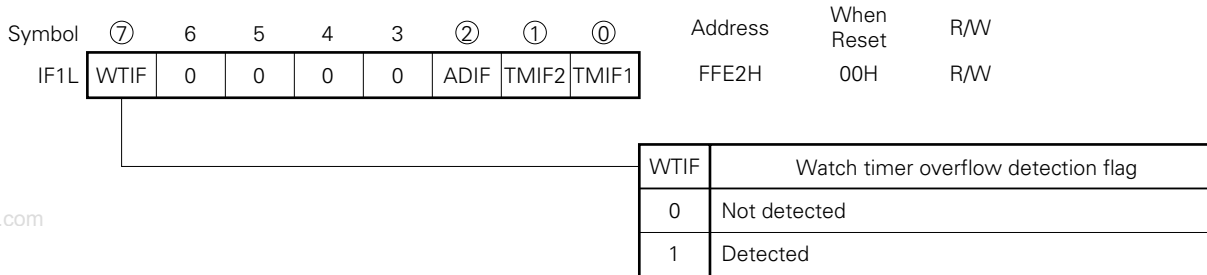 Symbol ⑦ 6 5 4 3 ② ① ⓪ Address When Reset R/W
IF1L WTIF 0 0 0 0 ADIF TMIF2 TMIF1 FFE2H 00H R/W
WTIF Watch timer overflow detection flag
0 Not detected
1 Detected
.com